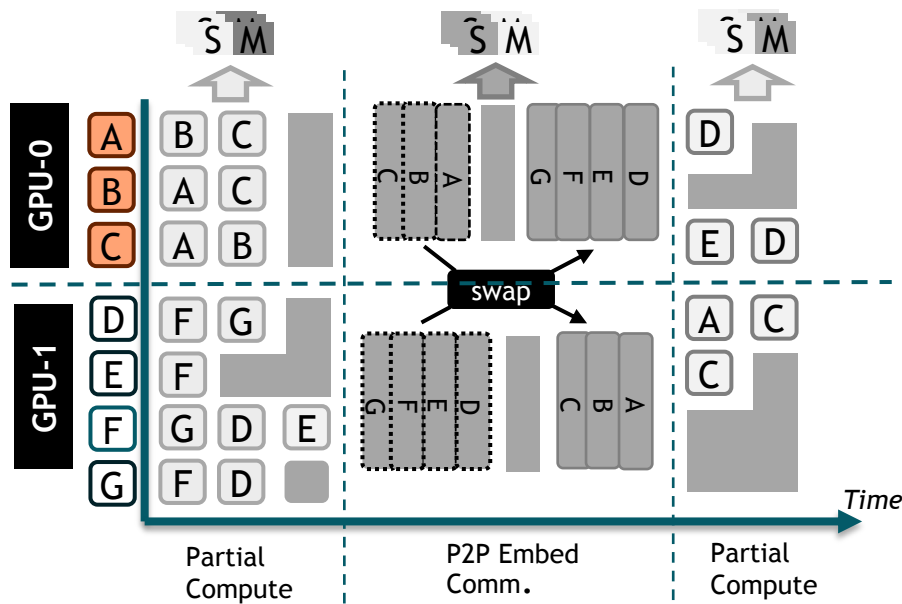 S M
S M
S M
GPU-0
A
B C
B
A C
C
A B
C B A
G F E D
D
E D
swap
GPU-1
D
F G
E
F
F
G D E
G
F D
G F E D
C B A
A C
C
Time
Partial
Compute
P2P Embed
Comm.
Partial
Compute